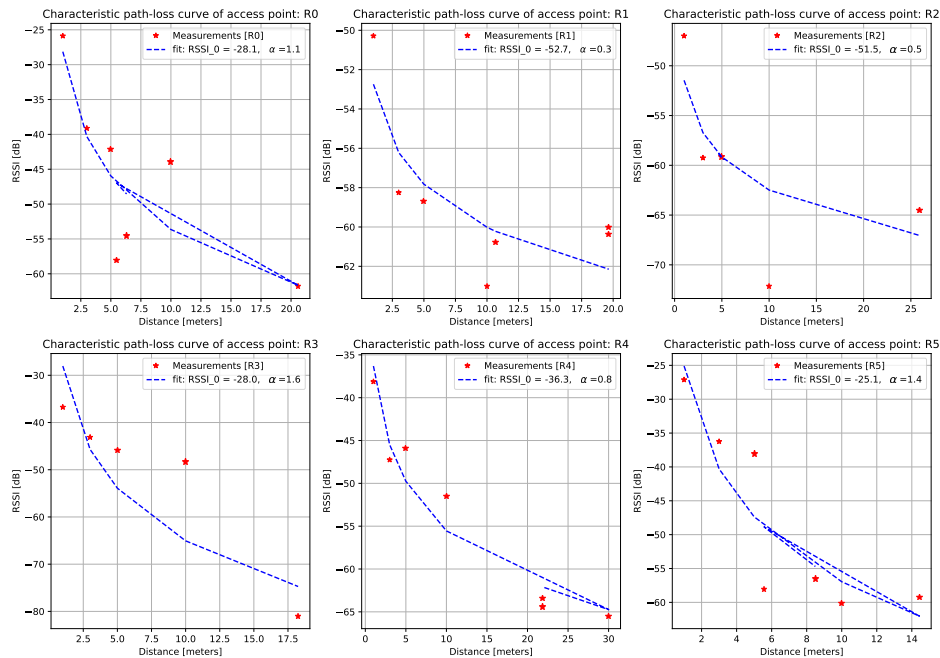 Characteristic path-loss curve of access point: R0
Measurements [R0]
fit: RSSI_0 = -28.1, α =1.1
−25
−30
−35
−40
−45
−50
−55
−60
RSSI [dB]
2.5 5.0 7.5 10.0 12.5 15.0 17.5 20.0
Distance [meters]
Characteristic path-loss curve of access point: R1
Measurements [R1]
fit: RSSI_0 = -52.7, α =0.3
−50
−52
−54
−56
−58
−60
−62
RSSI [dB]
2.5 5.0 7.5 10.0 12.5 15.0 17.5 20.0
Distance [meters]
Characteristic path-loss curve of access point: R2
Measurements [R2]
fit: RSSI_0 = -51.5, α =0.5
−50
−55
−60
−65
−70
RSSI [dB]
0 5 10 15 20 25
Distance [meters]
Characteristic path-loss curve of access point: R3
Measurements [R3]
fit: RSSI_0 = -28.0, α =1.6
−30
−40
−50
−60
−70
−80
RSSI [dB]
2.5 5.0 7.5 10.0 12.5 15.0 17.5
Distance [meters]
Characteristic path-loss curve of access point: R4
Measurements [R4]
fit: RSSI_0 = -36.3, α =0.8
−35
−40
−45
−50
−55
−60
−65
RSSI [dB]
0 5 10 15 20 25 30
Distance [meters]
Characteristic path-loss curve of access point: R5
Measurements [R5]
fit: RSSI_0 = -25.1, α =1.4
−25
−30
−35
−40
−45
−50
−55
−60
RSSI [dB]
2 4 6 8 10 12 14
Distance [meters]